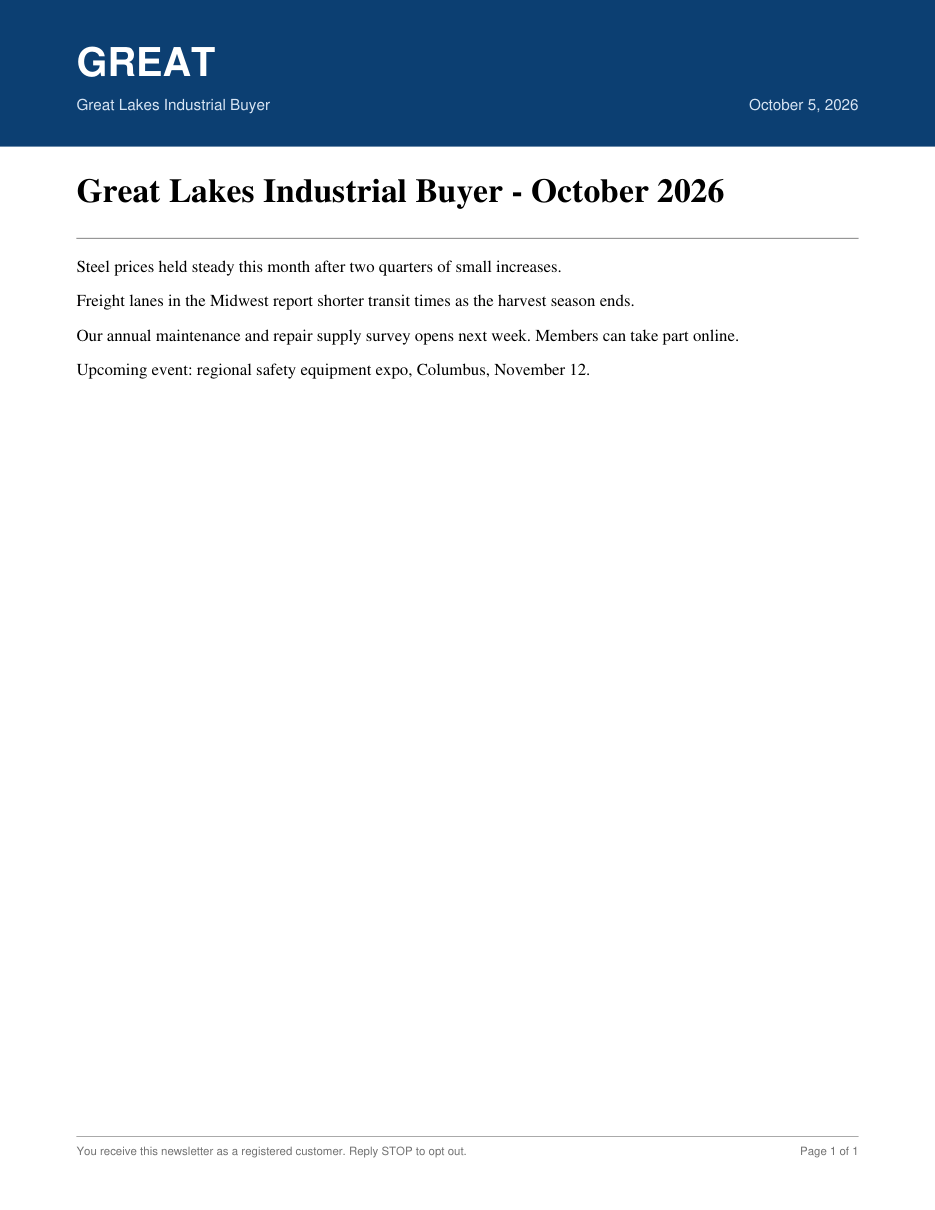 GREAT
Great Lakes Industrial Buyer October 5, 2026
Great Lakes Industrial Buyer - October 2026
Steel prices held steady this month after two quarters of small increases.
Freight lanes in the Midwest report shorter transit times as the harvest season ends.
Our annual maintenance and repair supply survey opens next week. Members can take part online.
Upcoming event: regional safety equipment expo, Columbus, November 12.
You receive this newsletter as a registered customer. Reply STOP to opt out. Page 1 of 1